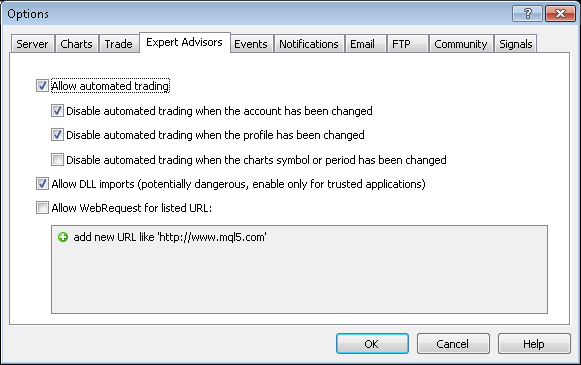 Options
Server Charts Trade Expert Advisors Events Notifications Email FTP Community Signals
Allow automated trading
Disable automated trading when the account has been changed
Disable automated trading when the profile has been changed
Disable automated trading when the charts symbol or period has been changed
Allow DLL imports (potentially dangerous, enable only for trusted applications)
Allow WebRequest for listed URL:
add new URL like 'http://www.mql5.com'
OK Cancel Help